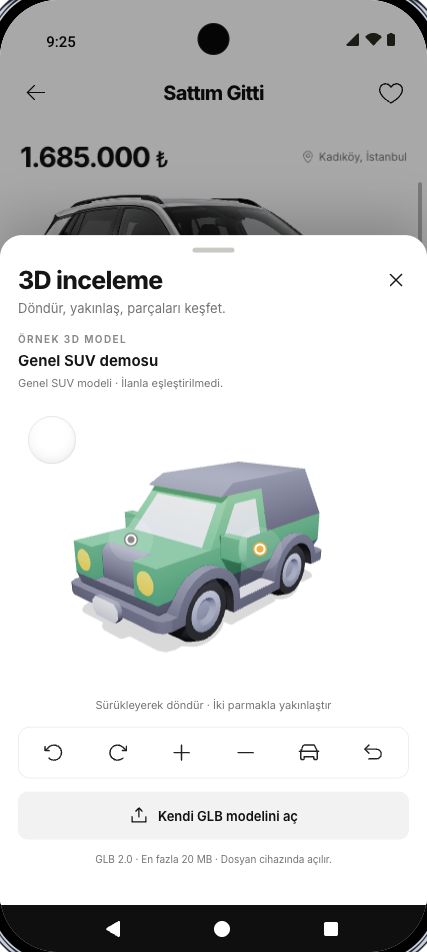 9:25
Sattım Gitti
1.685.000 ₺
Kadıköy, İstanbul
3D inceleme
Döndür, yakınlaş, parçaları keşfet.
ÖRNEK 3D MODEL
Genel SUV demosu
Genel SUV modeli · İlanla eşleştirilmedi.
Sürükleyerek döndür · İki parmakla yakınlaştır
Kendi GLB modelini aç
GLB 2.0 · En fazla 20 MB · Dosyan cihazında açılır.